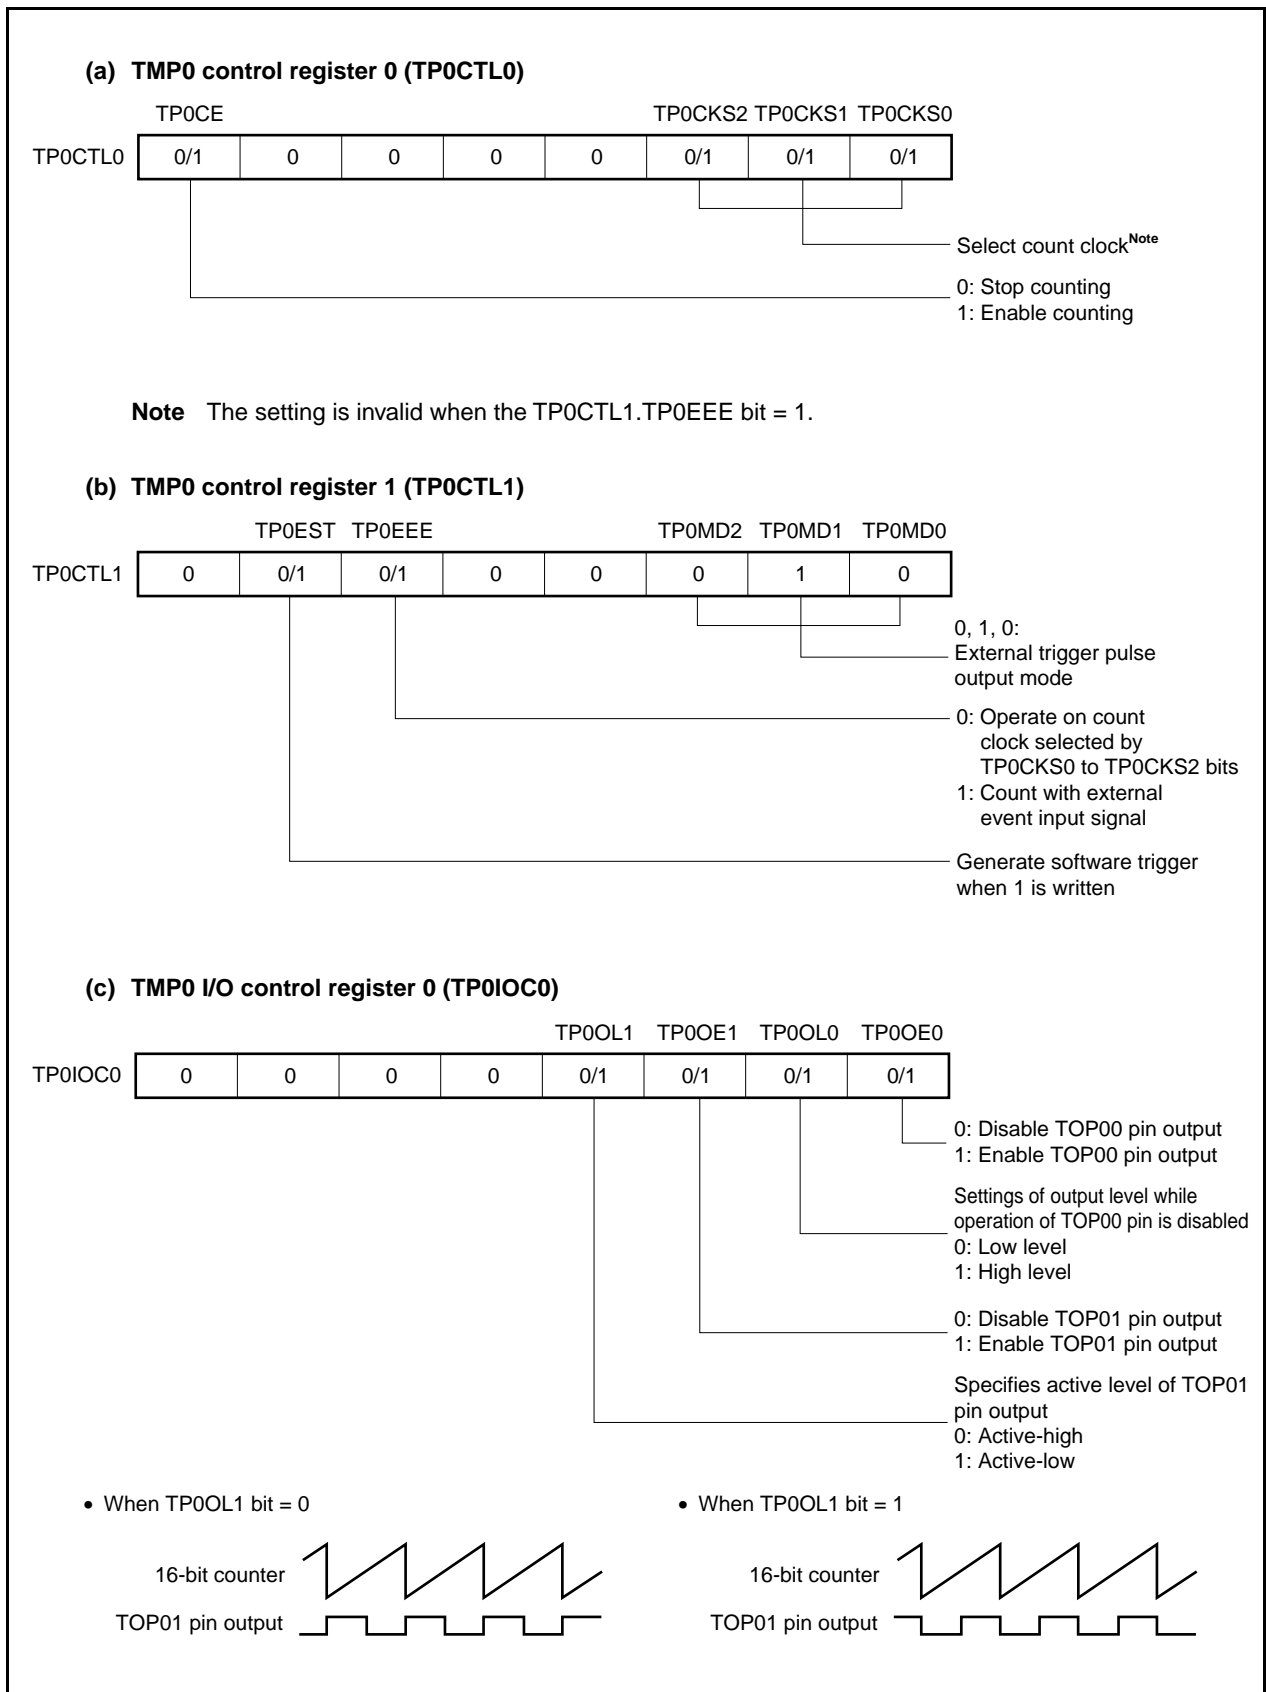 (a) TMP0 control register 0 (TP0CTL0)
TP0CE TP0CKS2 TP0CKS1 TP0CKS0
TP0CTL0 0/1 0 0 0 0 0/1 0/1 0/1
Select count clockNote
0: Stop counting
1: Enable counting
Note The setting is invalid when the TP0CTL1.TP0EEE bit = 1.
(b) TMP0 control register 1 (TP0CTL1)
TP0EST TP0EEE TP0MD2 TP0MD1 TP0MD0
TP0CTL1 0 0/1 0/1 0 0 0 1 0
0, 1, 0:
External trigger pulse
output mode
0: Operate on count
clock selected by
TP0CKS0 to TP0CKS2 bits
1: Count with external
event input signal
Generate software trigger
when 1 is written
(c) TMP0 I/O control register 0 (TP0IOC0)
TP0OL1 TP0OE1 TP0OL0 TP0OE0
TP0IOC0 0 0 0 0 0/1 0/1 0/1 0/1
0: Disable TOP00 pin output
1: Enable TOP00 pin output
Settings of output level while
operation of TOP00 pin is disabled
0: Low level
1: High level
0: Disable TOP01 pin output
1: Enable TOP01 pin output
Specifies active level of TOP01
pin output
0: Active-high
1: Active-low
• When TP0OL1 bit = 0
16-bit counter
TOP01 pin output
• When TP0OL1 bit = 1
16-bit counter
TOP01 pin output